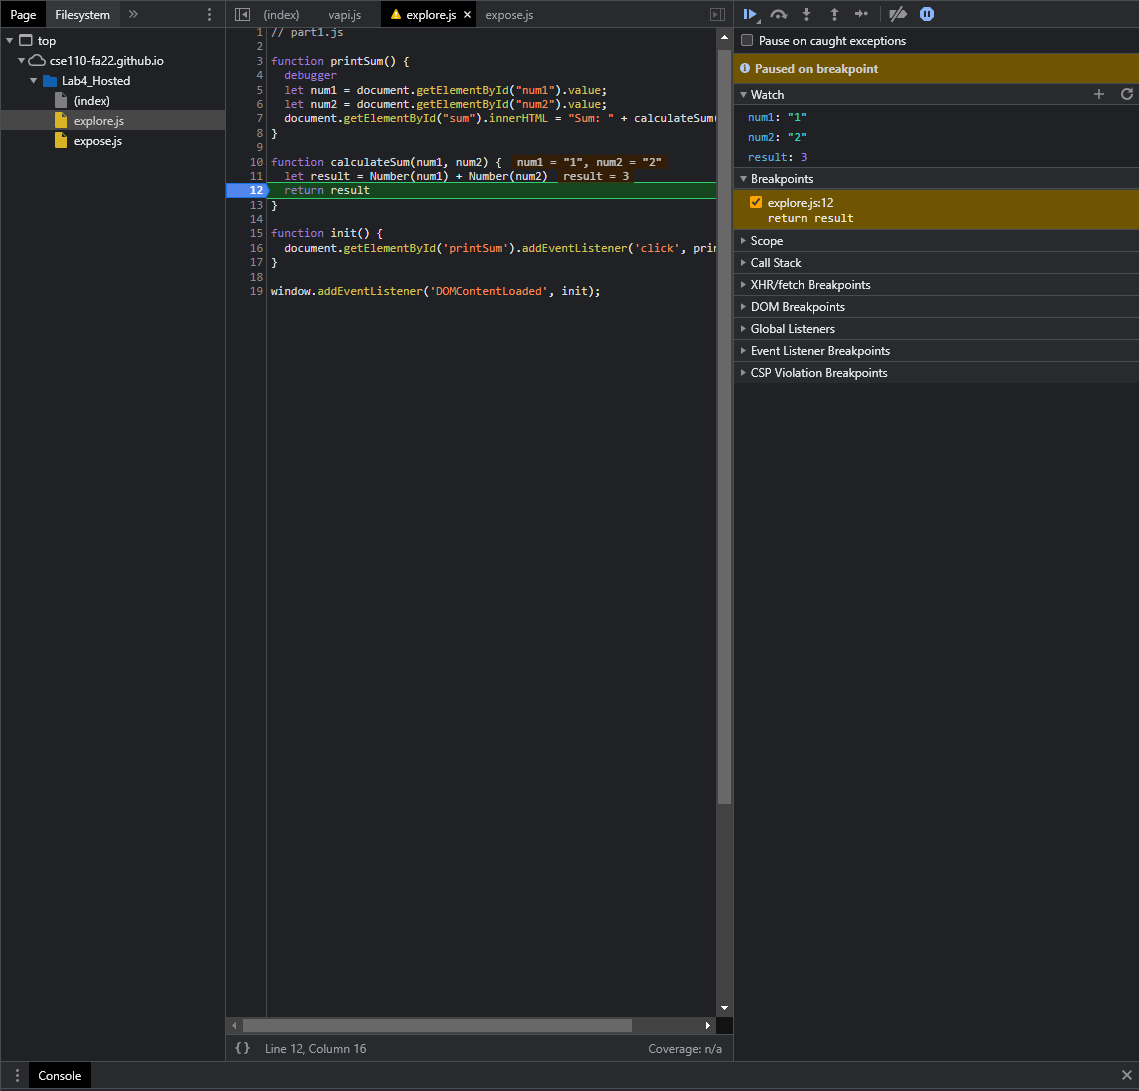 Page Filesystem »
top
cse110-fa22.github.io
Lab4_Hosted
(index)
explore.js
expose.js
(index) vapi.js explore.js × expose.js
1 // part1.js
2
3 function printSum() {
4 debugger
5 let num1 = document.getElementById("num1").value;
6 let num2 = document.getElementById("num2").value;
7 document.getElementById("sum").innerHTML = "Sum: " + calculateSum(
8 }
9
10 function calculateSum(num1, num2) { num1 = "1", num2 = "2"
11 let result = Number(num1) + Number(num2) result = 3
12 return result
13 }
14
15 function init() {
16 document.getElementById('printSum').addEventListener('click', prin
17 }
18
19 window.addEventListener('DOMContentLoaded', init);
{} Line 12, Column 16 Coverage: n/a
Pause on caught exceptions
Paused on breakpoint
Watch
num1: "1"
num2: "2"
result: 3
Breakpoints
explore.js:12
return result
Scope
Call Stack
XHR/fetch Breakpoints
DOM Breakpoints
Global Listeners
Event Listener Breakpoints
CSP Violation Breakpoints
Console